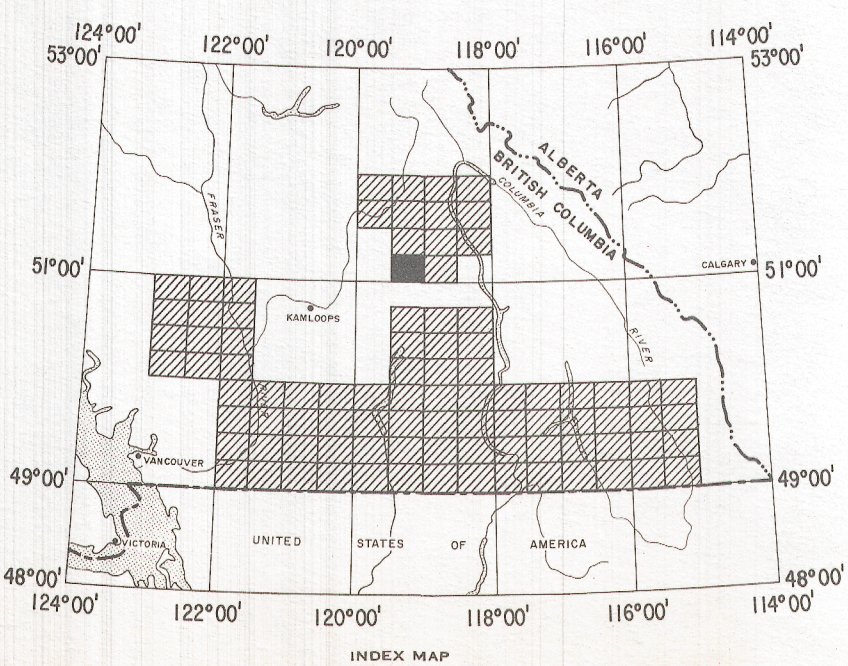 124°00' 122°00' 120°00' 118°00' 116°00' 114°00'
53°00' 53°00'
ALBERTA
BRITISH COLUMBIA
COLUMBIA
FRASER
CALGARY
51°00' 51°00'
KAMLOOPS
RIVER
RIVER
VANCOUVER
49°00' 49°00'
VICTORIA
UNITED STATES OF AMERICA
48°00' 48°00'
124°00' 122°00' 120°00' 118°00' 116°00' 114°00'
INDEX MAP